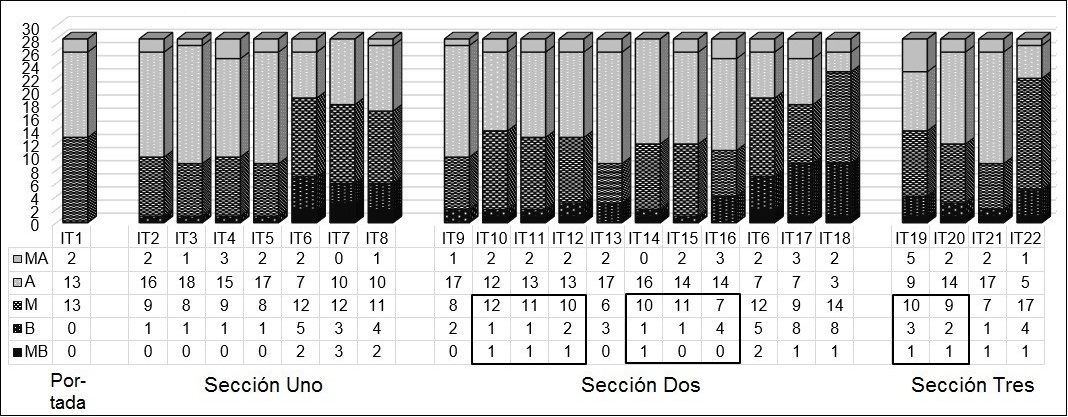 30
28
26
24
22
20
18
16
14
12
10
8
6
4
2
0
IT1 IT2 IT3 IT4 IT5 IT6 IT7 IT8 IT9 IT10 IT11 IT12 IT13 IT14 IT15 IT16 IT6 IT17 IT18 IT19 IT20 IT21 IT22
MA 2 2 1 3 2 2 0 1 1 2 2 2 2 0 2 3 2 3 2 5 2 2 1
A 13 16 18 15 17 7 10 10 17 12 13 13 17 16 14 14 7 7 3 9 14 17 5
M 13 9 8 9 8 12 12 11 8 12 11 10 6 10 11 7 12 9 14 10 9 7 17
B 0 1 1 1 1 5 3 4 2 1 1 2 3 1 1 4 5 8 8 3 2 1 4
MB 0 0 0 0 0 2 3 2 0 1 1 1 0 1 0 0 2 1 1 1 1 1 1
Por-
tada
Sección Uno Sección Dos Sección Tres